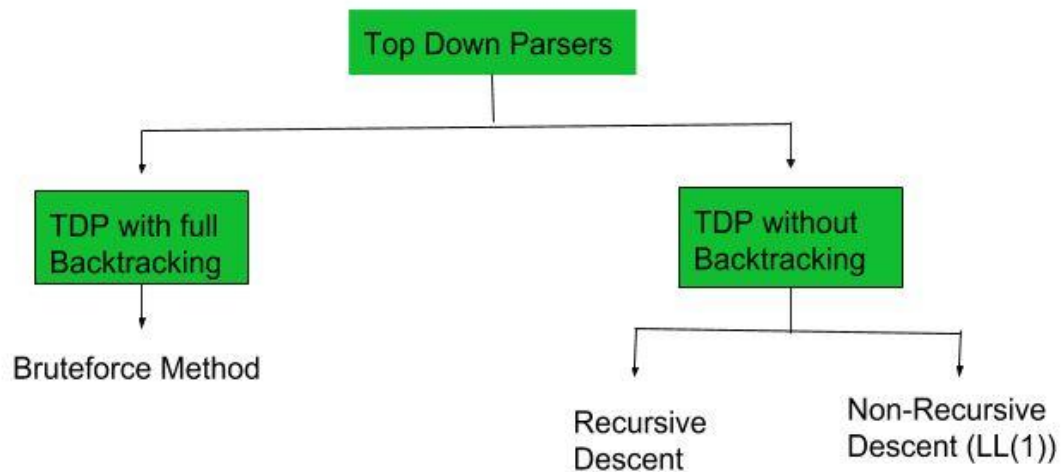 Top Down Parsers
TDP with full
Backtracking
TDP without
Backtracking
Bruteforce Method
Recursive
Descent
Non-Recursive
Descent (LL(1))